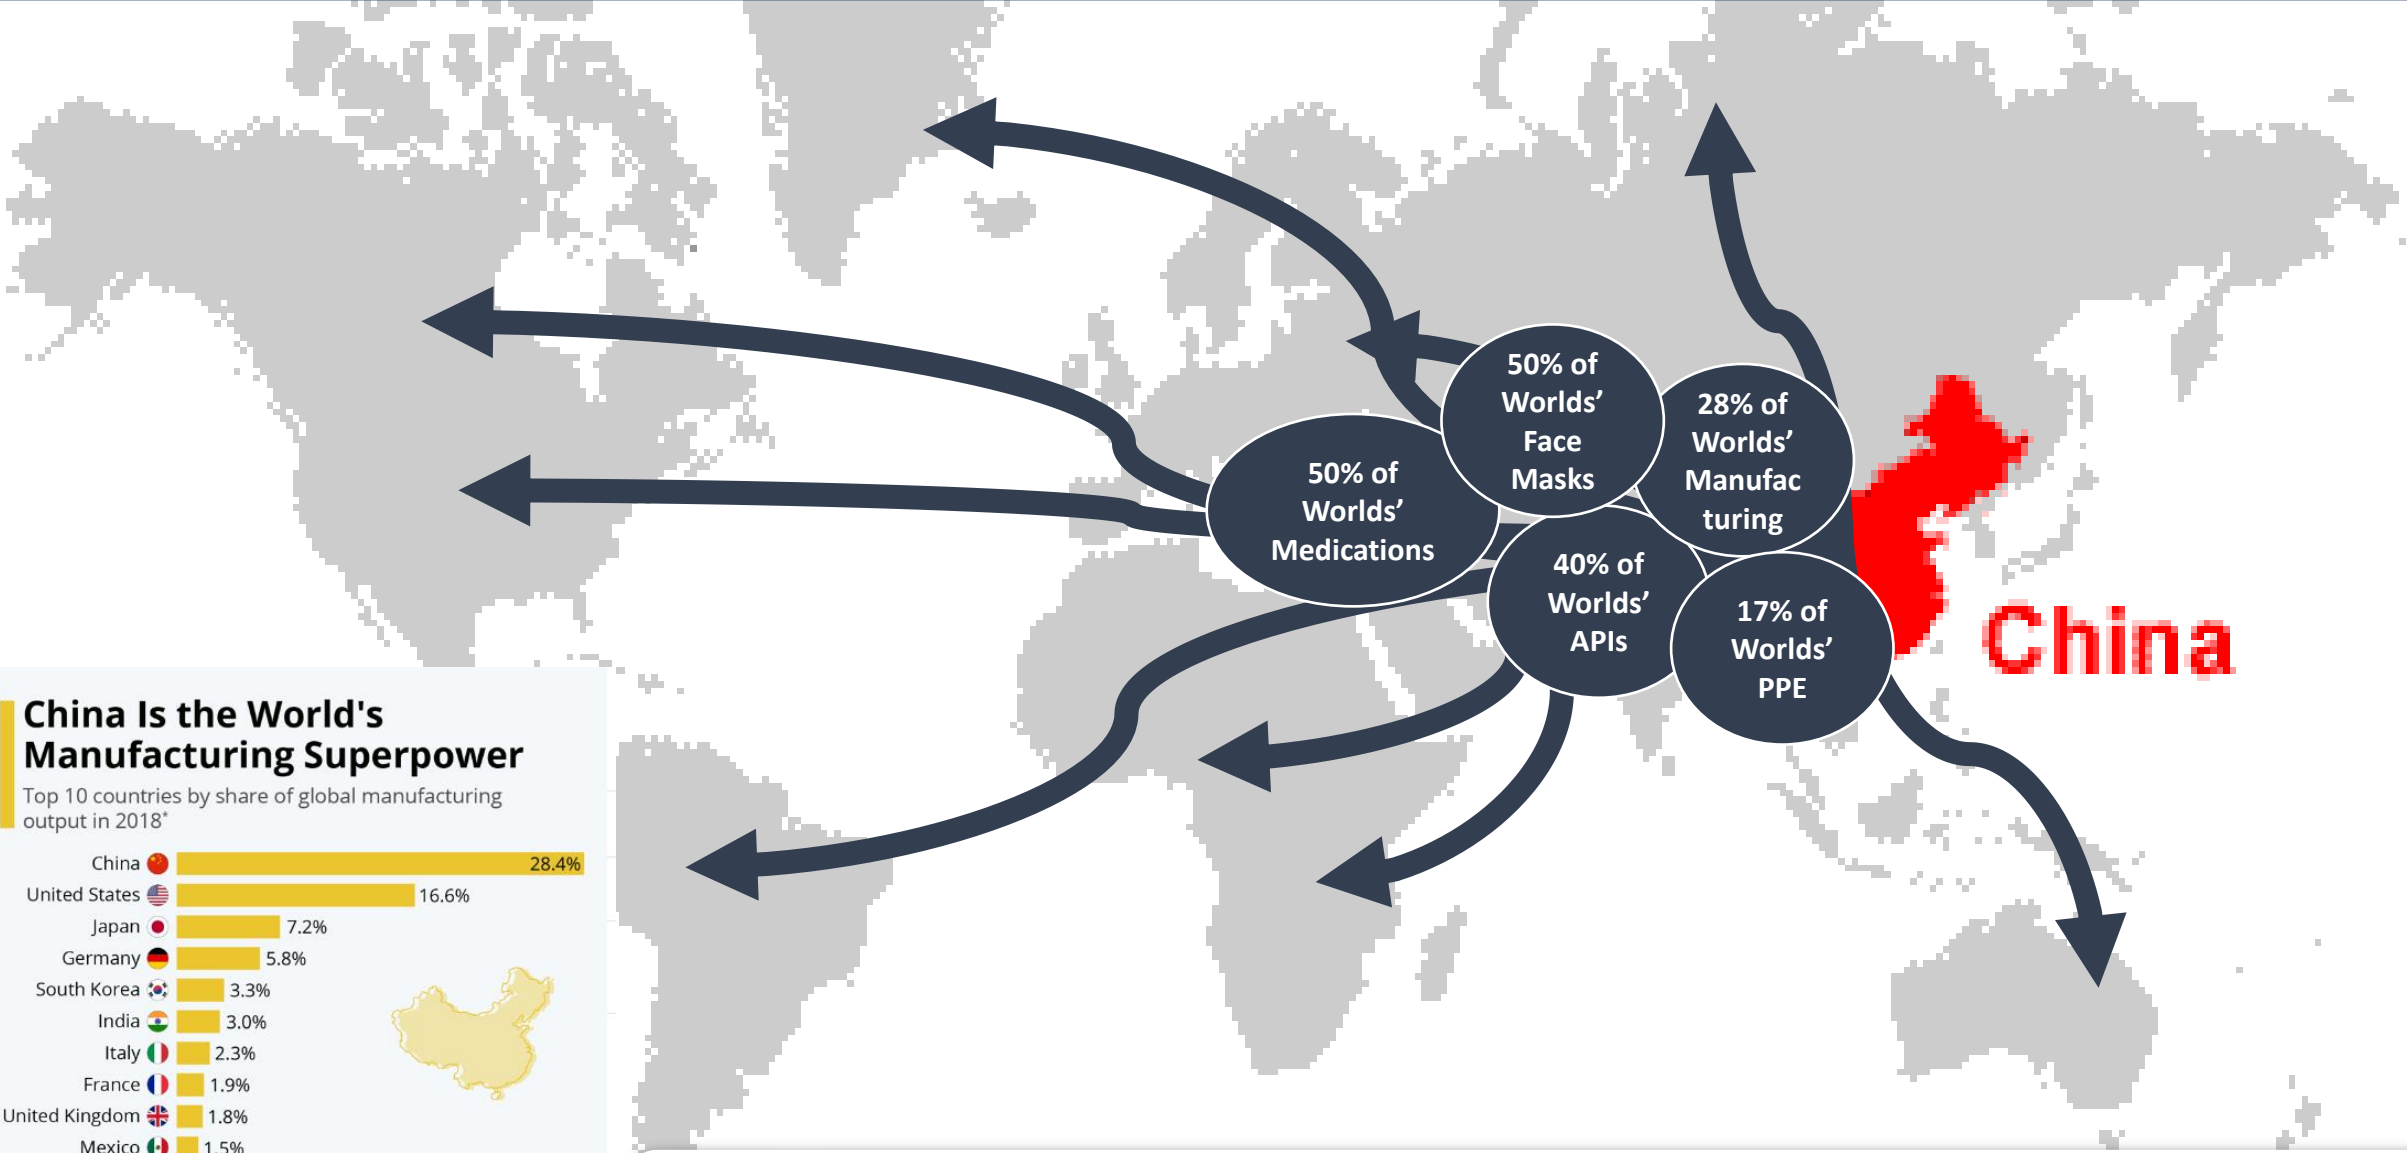 50% of
Worlds’
Face
Masks
28% of
Worlds’
Manufac
turing
50% of
Worlds’
Medications
40% of
Worlds’
APIs
17% of
Worlds’
PPE
China
China Is the World's
Manufacturing Superpower
Top 10 countries by share of global manufacturing
output in 2018*
China 28.4%
United States 16.6%
Japan 7.2%
Germany 5.8%
South Korea 3.3%
India 3.0%
Italy 2.3%
France 1.9%
United Kingdom 1.8%
Mexico 1.5%